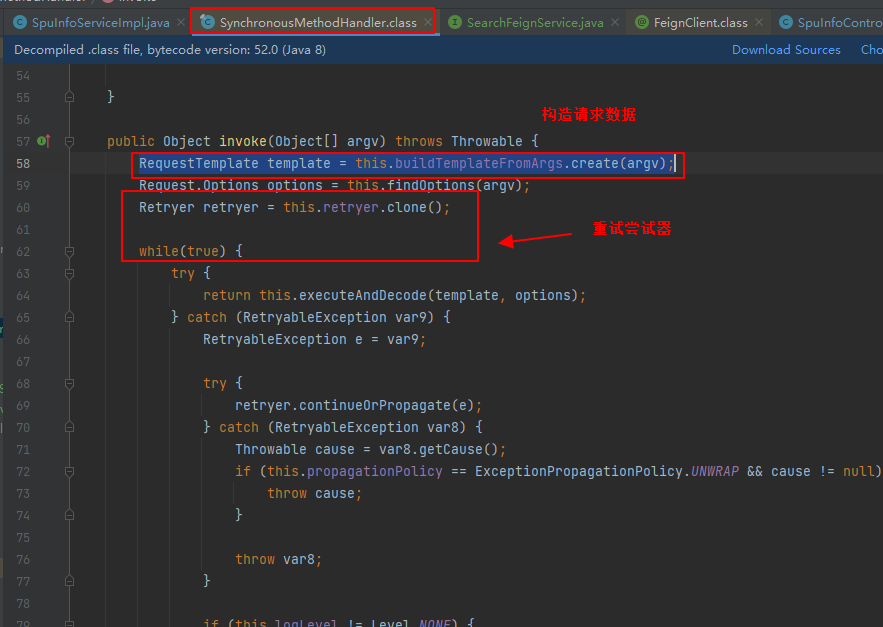 SpuInfoServiceImpl.java SynchronousMethodHandler.class SearchFeignService.java FeignClient.class SpuInfoContro
Decompiled .class file, bytecode version: 52.0 (Java 8) Download Sources Cho
54
55 }
56 构造请求数据
57 public Object invoke(Object[] argv) throws Throwable {
58 RequestTemplate template = this.buildTemplateFromArgs.create(argv);
59 Request.Options options = this.findOptions(argv);
60 Retryer retryer = this.retryer.clone();
61 重试尝试器
62 while(true) {
63 try {
64 return this.executeAndDecode(template, options);
65 } catch (RetryableException var9) {
66 RetryableException e = var9;
67
68 try {
69 retryer.continueOrPropagate(e);
70 } catch (RetryableException var8) {
71 Throwable cause = var8.getCause();
72 if (this.propagationPolicy == ExceptionPropagationPolicy.UNWRAP && cause != null)
73 throw cause;
74 }
75
76 throw var8;
77 }
78
79 if (this.logLevel != Level.NONE) {